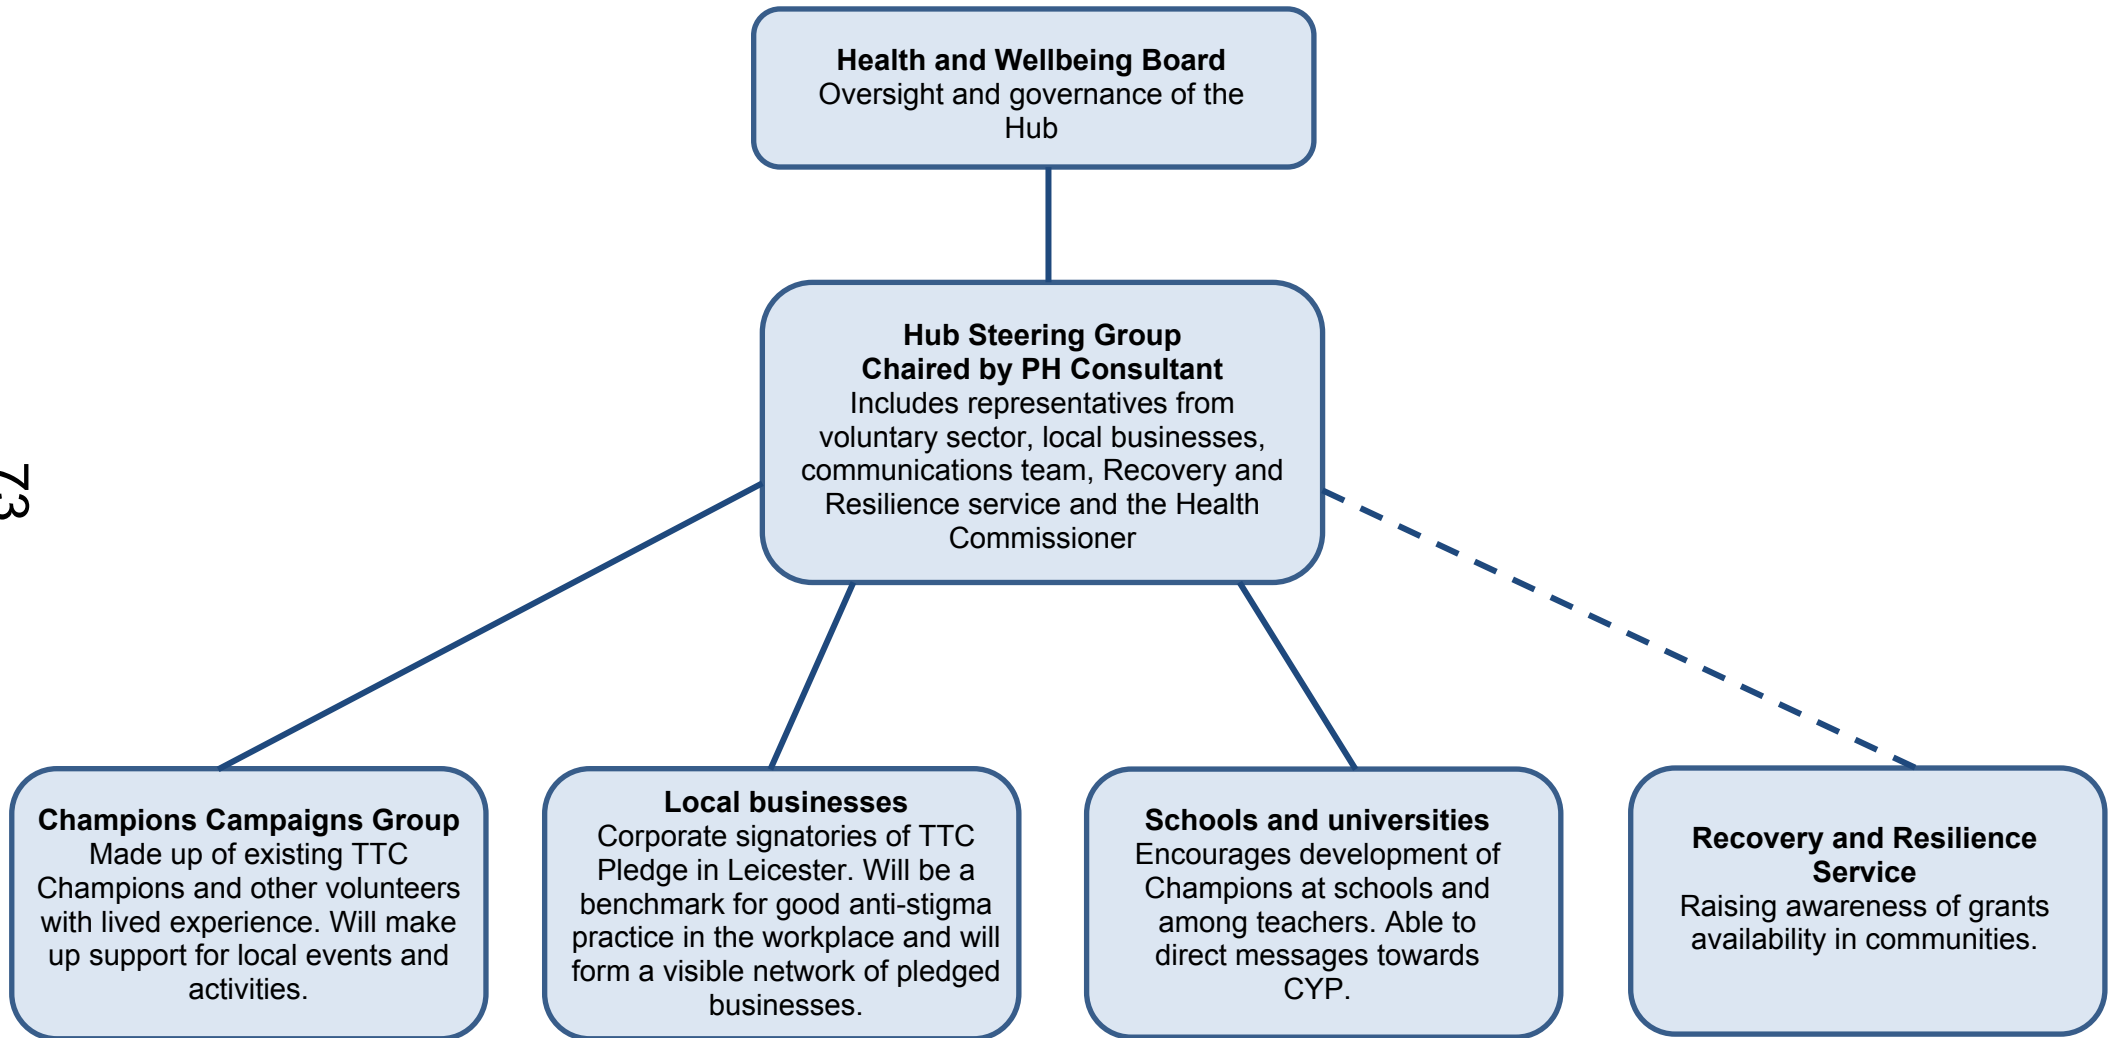 Health and Wellbeing Board
Oversight and governance of the
Hub
Hub Steering Group
Chaired by PH Consultant
Includes representatives from
voluntary sector, local businesses,
communications team, Recovery and
Resilience service and the Health
Commissioner
73
Champions Campaigns Group
Made up of existing TTC
Champions and other volunteers
with lived experience. Will make
up support for local events and
activities.
Local businesses
Corporate signatories of TTC
Pledge in Leicester. Will be a
benchmark for good anti-stigma
practice in the workplace and will
form a visible network of pledged
businesses.
Schools and universities
Encourages development of
Champions at schools and
among teachers. Able to
direct messages towards
CYP.
Recovery and Resilience
Service
Raising awareness of grants
availability in communities.